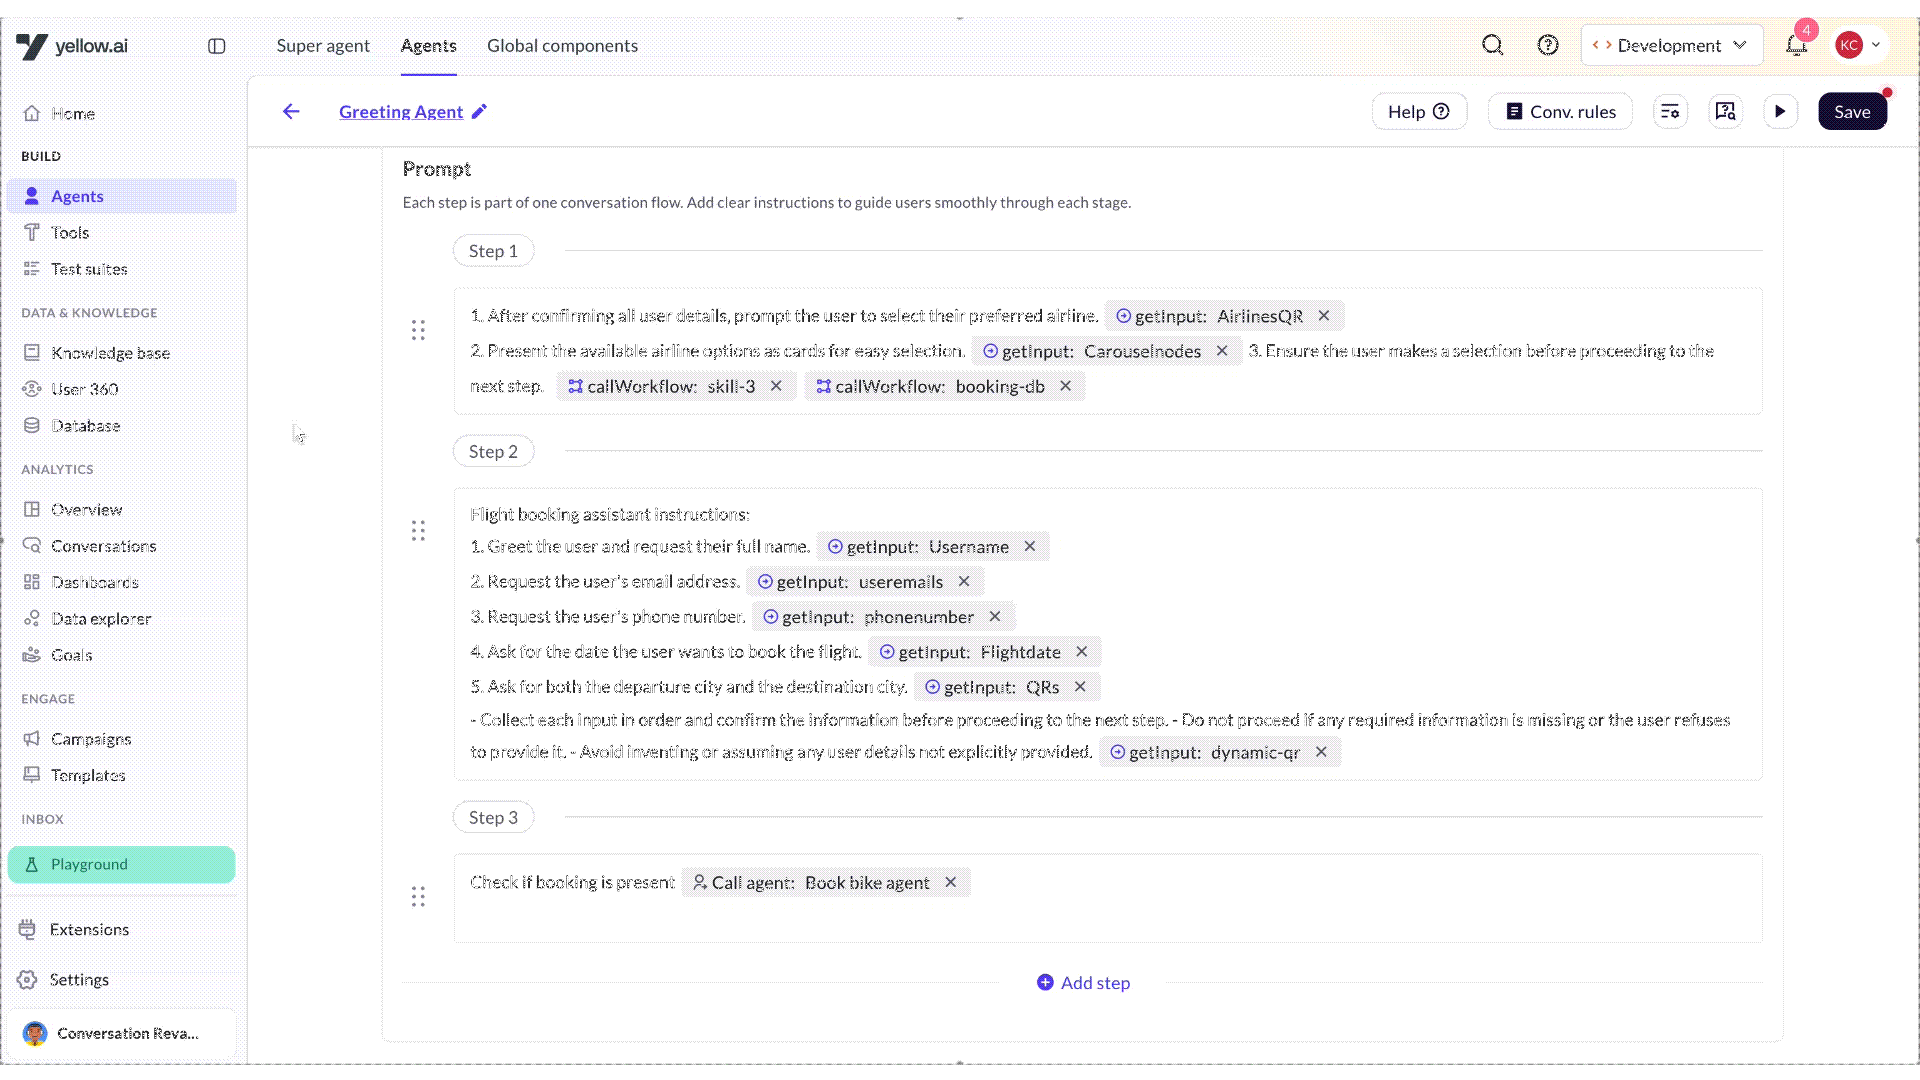 yellow.ai
Super agent
Agents
Global components
Development
4
KC
Home
BUILD
Agents
Tools
Test suites
DATA & KNOWLEDGE
Knowledge base
User 360
Database
ANALYTICS
Overview
Conversations
Dashboards
Data explorer
Goals
ENGAGE
Campaigns
Templates
INBOX
Playground
Extensions
Settings
Conversation Reva...
Greeting Agent
Help
Conv. rules
Save
Prompt
Each step is part of one conversation flow. Add clear instructions to guide users smoothly through each stage.
Step 1
1. After confirming all user details, prompt the user to select their preferred airline. getInput: AirlinesQR
2. Present the available airline options as cards for easy selection. getInput: Carouselnodes 3. Ensure the user makes a selection before proceeding to the
next step. callWorkflow: skill-3 callWorkflow: booking-db
Step 2
Flight booking assistant instructions:
1. Greet the user and request their full name. getInput: Username
2. Request the user's email address. getInput: useremails
3. Request the user's phone number. getInput: phonenumber
4. Ask for the date the user wants to book the flight. getInput: Flightdate
5. Ask for both the departure city and the destination city. getInput: QRs
- Collect each input in order and confirm the information before proceeding to the next step. - Do not proceed if any required information is missing or the user refuses
to provide it. - Avoid inventing or assuming any user details not explicitly provided. getInput: dynamic-qr
Step 3
Check if booking is present Call agent: Book bike agent
Add step